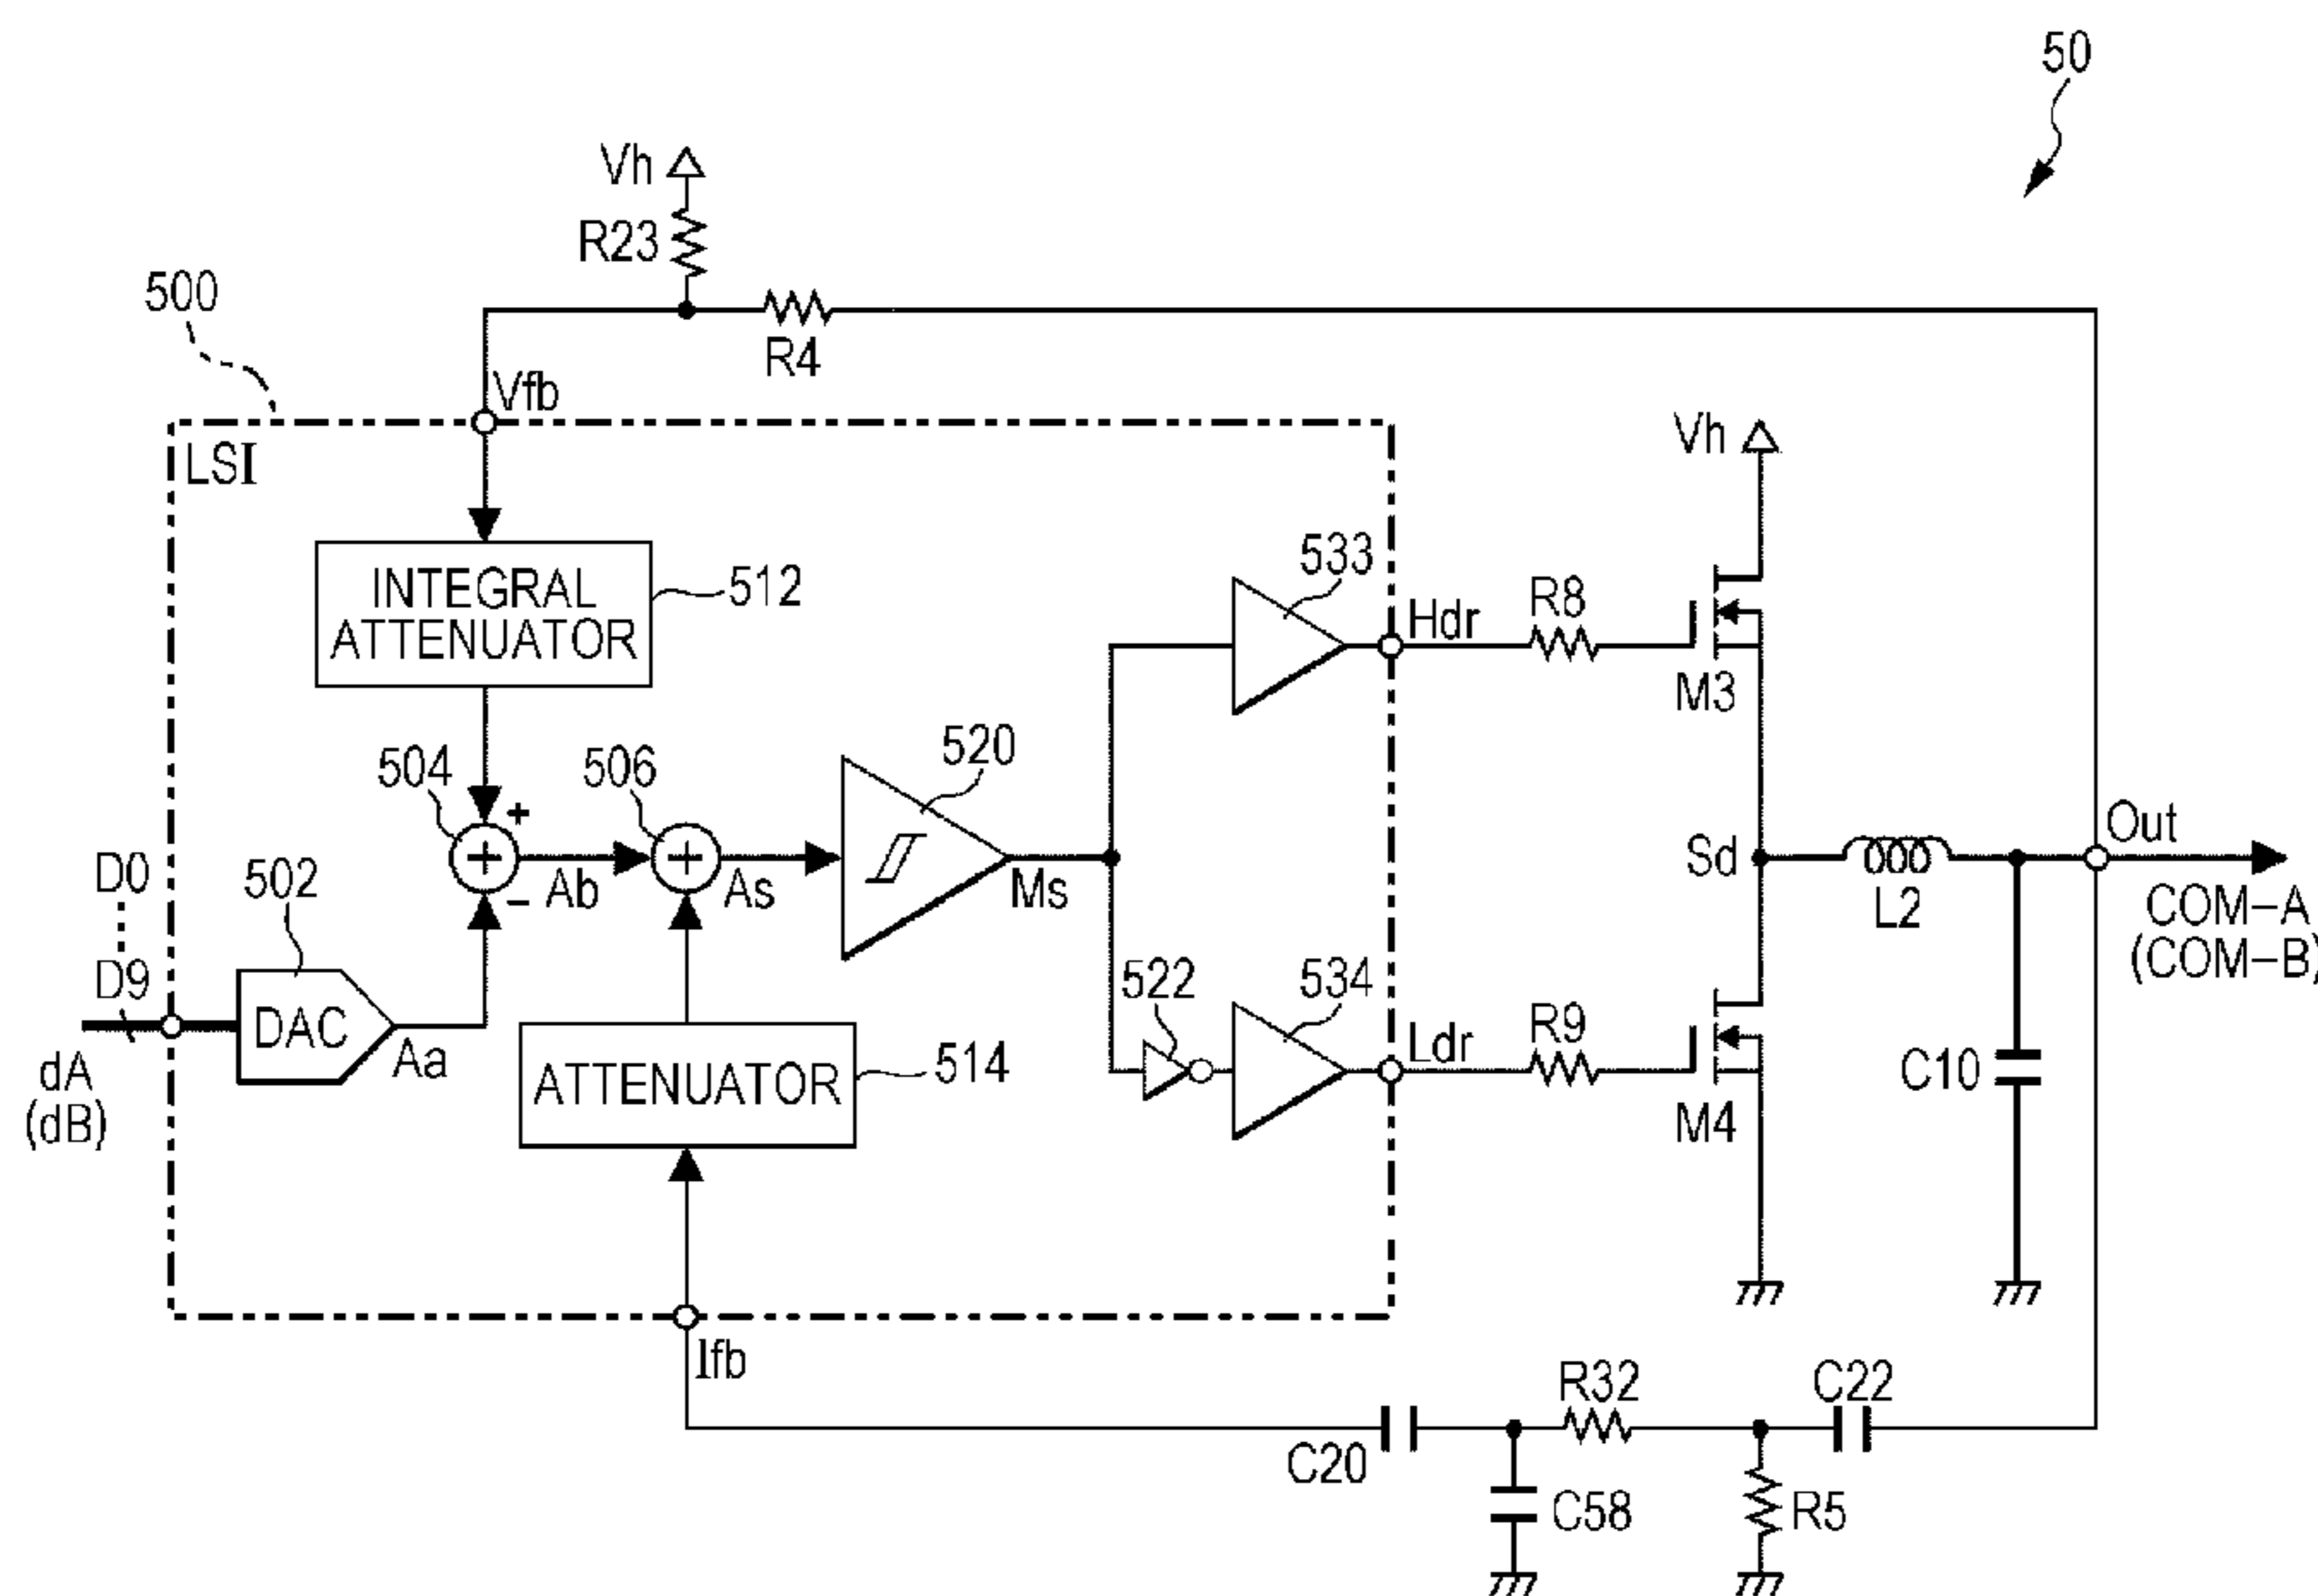 50
Vh
R23
500
R4
Vfb
LSI
Vh
INTEGRAL
ATTENUATOR
512
533
Hdr
R8
M3
504
+
506
520
Out
D0
D9
502
DAC
Aa
+
−
Ab
+
As
Ms
Sd
L2
COM−A
(COM−B)
522
534
Ldr
R9
M4
C10
dA
(dB)
ATTENUATOR
514
Ifb
C20
R32
C22
C58
R5